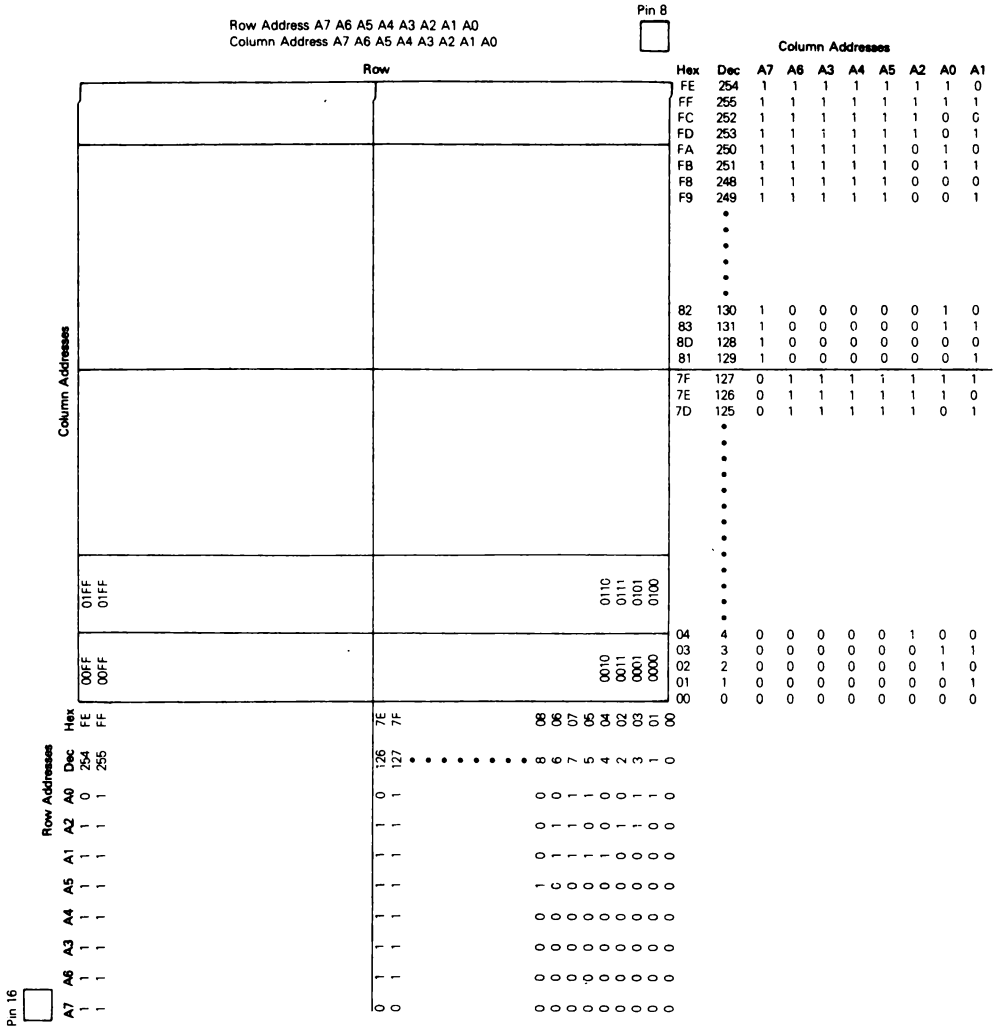 Pin 8
Row Address A7 A6 A5 A4 A3 A2 A1 A0
Column Address A7 A6 A5 A4 A3 A2 A1 A0
Column Addresses
Row
Hex Dec A7 A6 A3 A4 A5 A2 A0 A1
FE 254 1 1 1 1 1 1 1 0
FF 255 1 1 1 1 1 1 1 1
FC 252 1 1 1 1 1 1 0 0
FD 253 1 1 1 1 1 1 0 1
FA 250 1 1 1 1 1 0 1 0
FB 251 1 1 1 1 1 0 1 1
F8 248 1 1 1 1 1 0 0 0
F9 249 1 1 1 1 1 0 0 1
82 130 1 0 0 0 0 0 1 0
83 131 1 0 0 0 0 0 1 1
8D 128 1 0 0 0 0 0 0 0
81 129 1 0 0 0 0 0 0 1
7F 127 0 1 1 1 1 1 1 1
7E 126 0 1 1 1 1 1 1 0
7D 125 0 1 1 1 1 1 0 1
04 4 0 0 0 0 0 1 0 0
03 3 0 0 0 0 0 0 1 1
02 2 0 0 0 0 0 0 1 0
01 1 0 0 0 0 0 0 0 1
00 0 0 0 0 0 0 0 0 0
Column Addresses
Pin 16
Row Addresses
A7 A6 A3 A4 A5 A1 A2 A0 Dec Hex
1 1 1 1 1 1 1 0 254 FE 00FF 01FF
1 1 1 1 1 1 1 1 255 FF 00FF 01FF
0 1 1 1 1 1 1 0 126 7E
0 1 1 1 1 1 1 1 127 7F
0 0 0 0 1 0 0 0 8 08
0 0 0 0 0 1 1 0 6 06
0 0 0 0 0 1 1 1 7 07
0 0 0 0 0 1 0 1 5 05
0 0 0 0 0 1 0 0 4 04 0010 0110
0 0 0 0 0 0 1 0 2 02 0011 0111
0 0 0 0 0 0 1 1 3 03 0001 0101
0 0 0 0 0 0 0 1 1 01 0000 0100
0 0 0 0 0 0 0 0 0 00